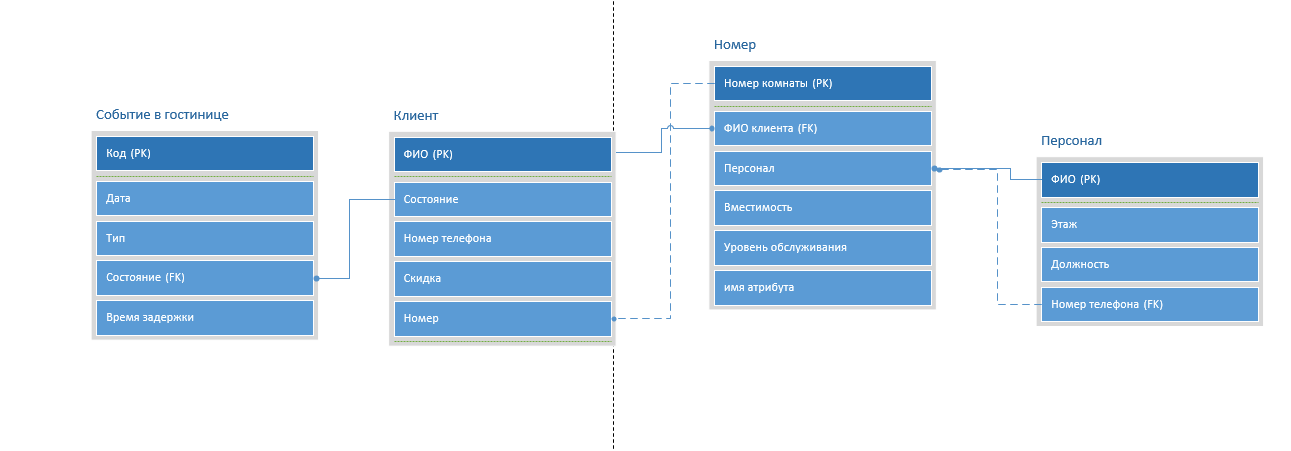 Событие в гостинице
Код (PK)
Дата
Тип
Состояние (FK)
Время задержки
Клиент
ФИО (PK)
Состояние
Номер телефона
Скидка
Номер
Номер
Номер комнаты (PK)
ФИО клиента (FK)
Персонал
Вместимость
Уровень обслуживания
имя атрибута
Персонал
ФИО (PK)
Этаж
Должность
Номер телефона (FK)